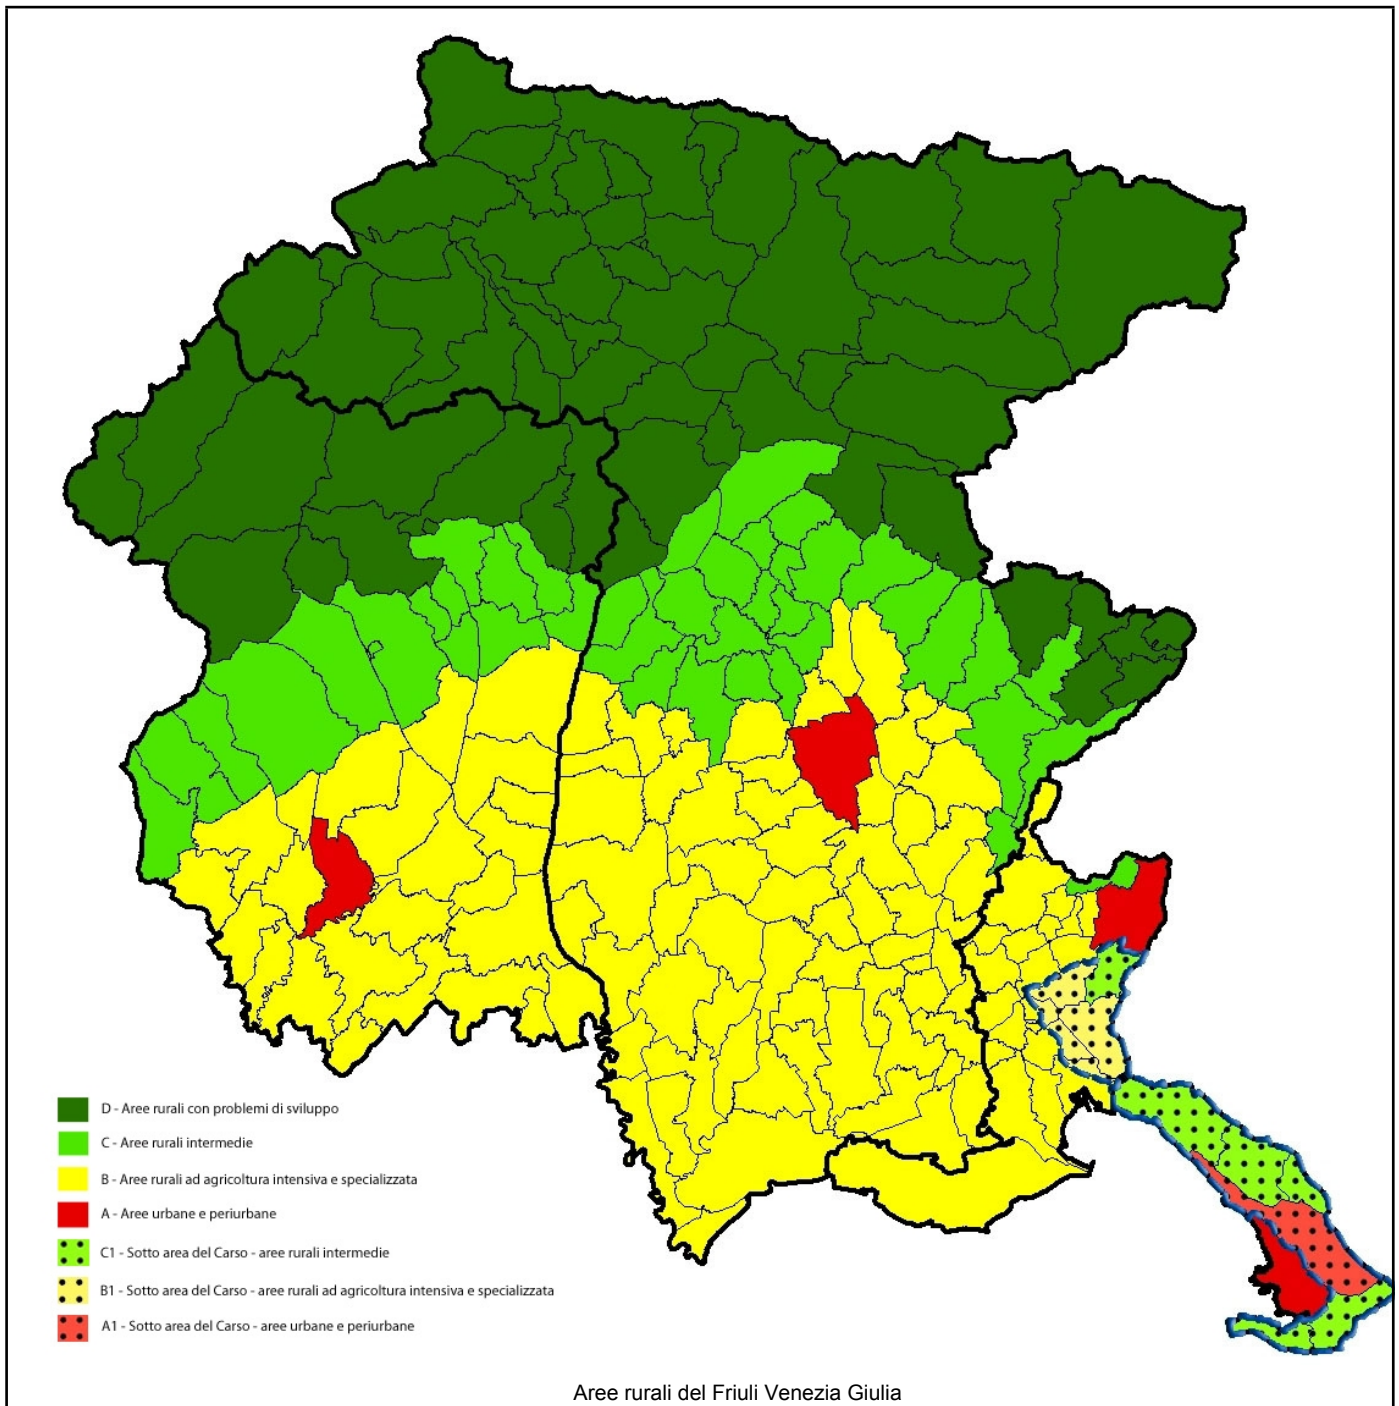 D - Aree rurali con problemi di sviluppo
C - Aree rurali intermedie
B - Aree rurali ad agricoltura intensiva e specializzata
A - Aree urbane e periurbane
C1 - Sotto area del Carso - aree rurali intermedie
B1 - Sotto area del Carso - aree rurali ad agricoltura intensiva e specializzata
A1 - Sotto area del Carso - aree urbane e periurbane
Aree rurali del Friuli Venezia Giulia